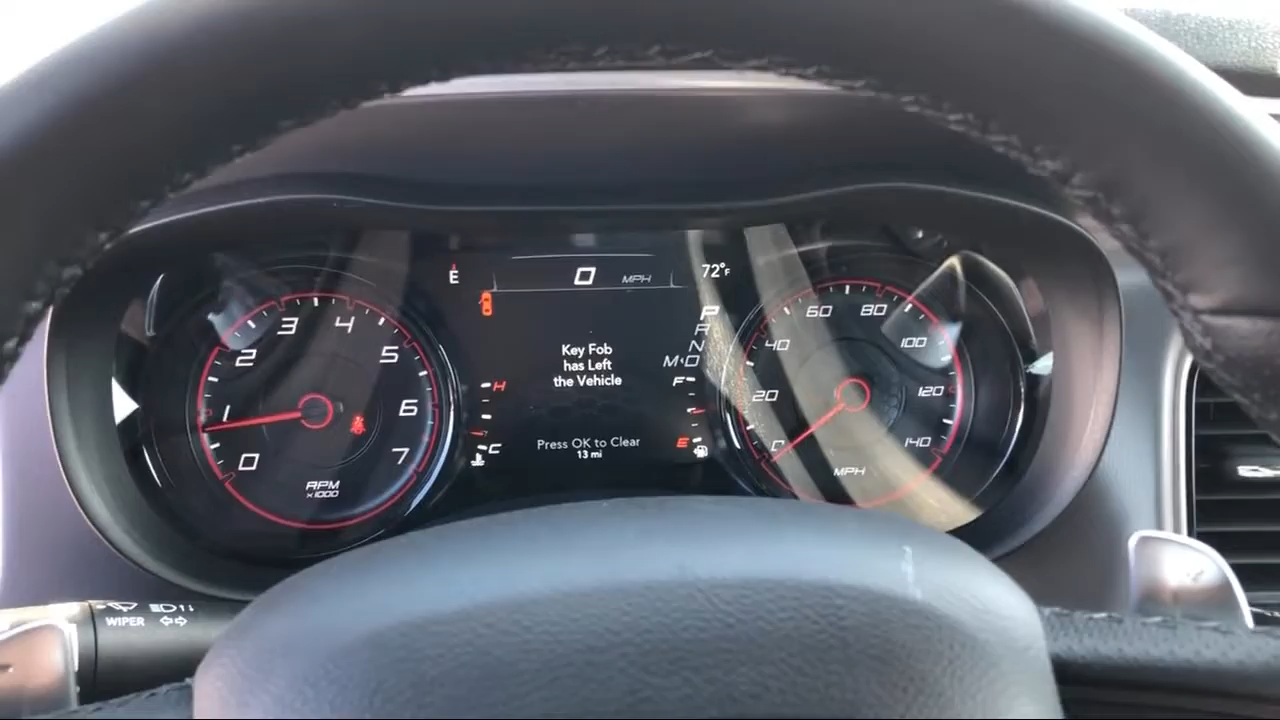 E
0 MPH
72°F
P
R
N
M◁D
Key Fob
has Left
the Vehicle
Press OK to Clear
13 mi
H
C
F
E
0
1
2
3
4
5
6
7
RPM
x1000
20
40
60
80
100
120
140
MPH
WIPER